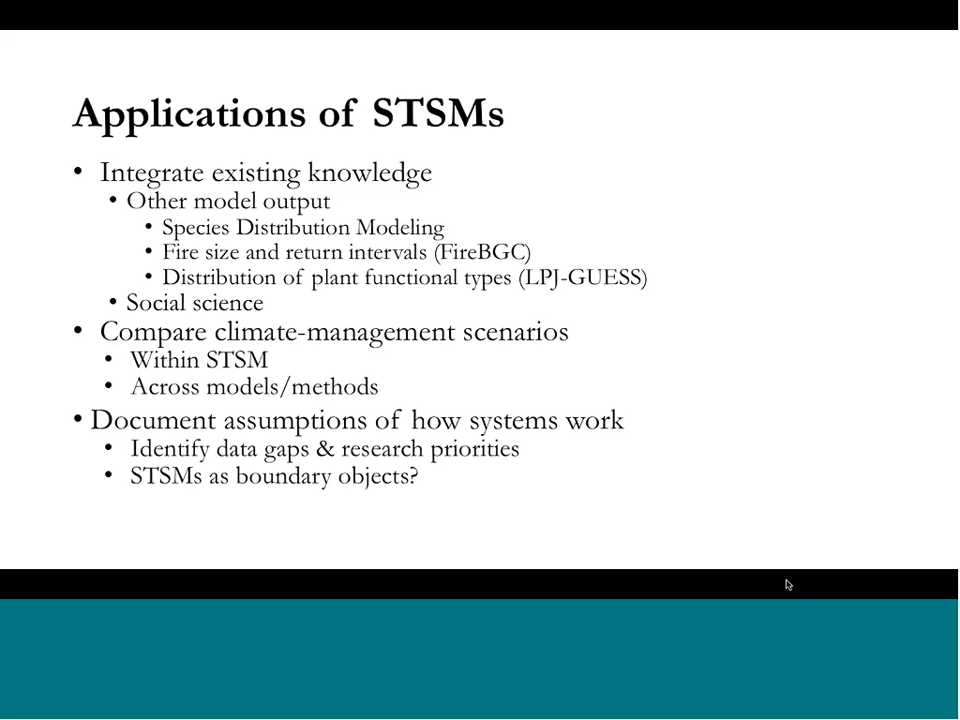 Applications of STSMs
• Integrate existing knowledge
• Other model output
• Species Distribution Modeling
• Fire size and return intervals (FireBGC)
• Distribution of plant functional types (LPJ-GUESS)
• Social science
• Compare climate-management scenarios
• Within STSM
• Across models/methods
• Document assumptions of how systems work
• Identify data gaps & research priorities
• STSMs as boundary objects?